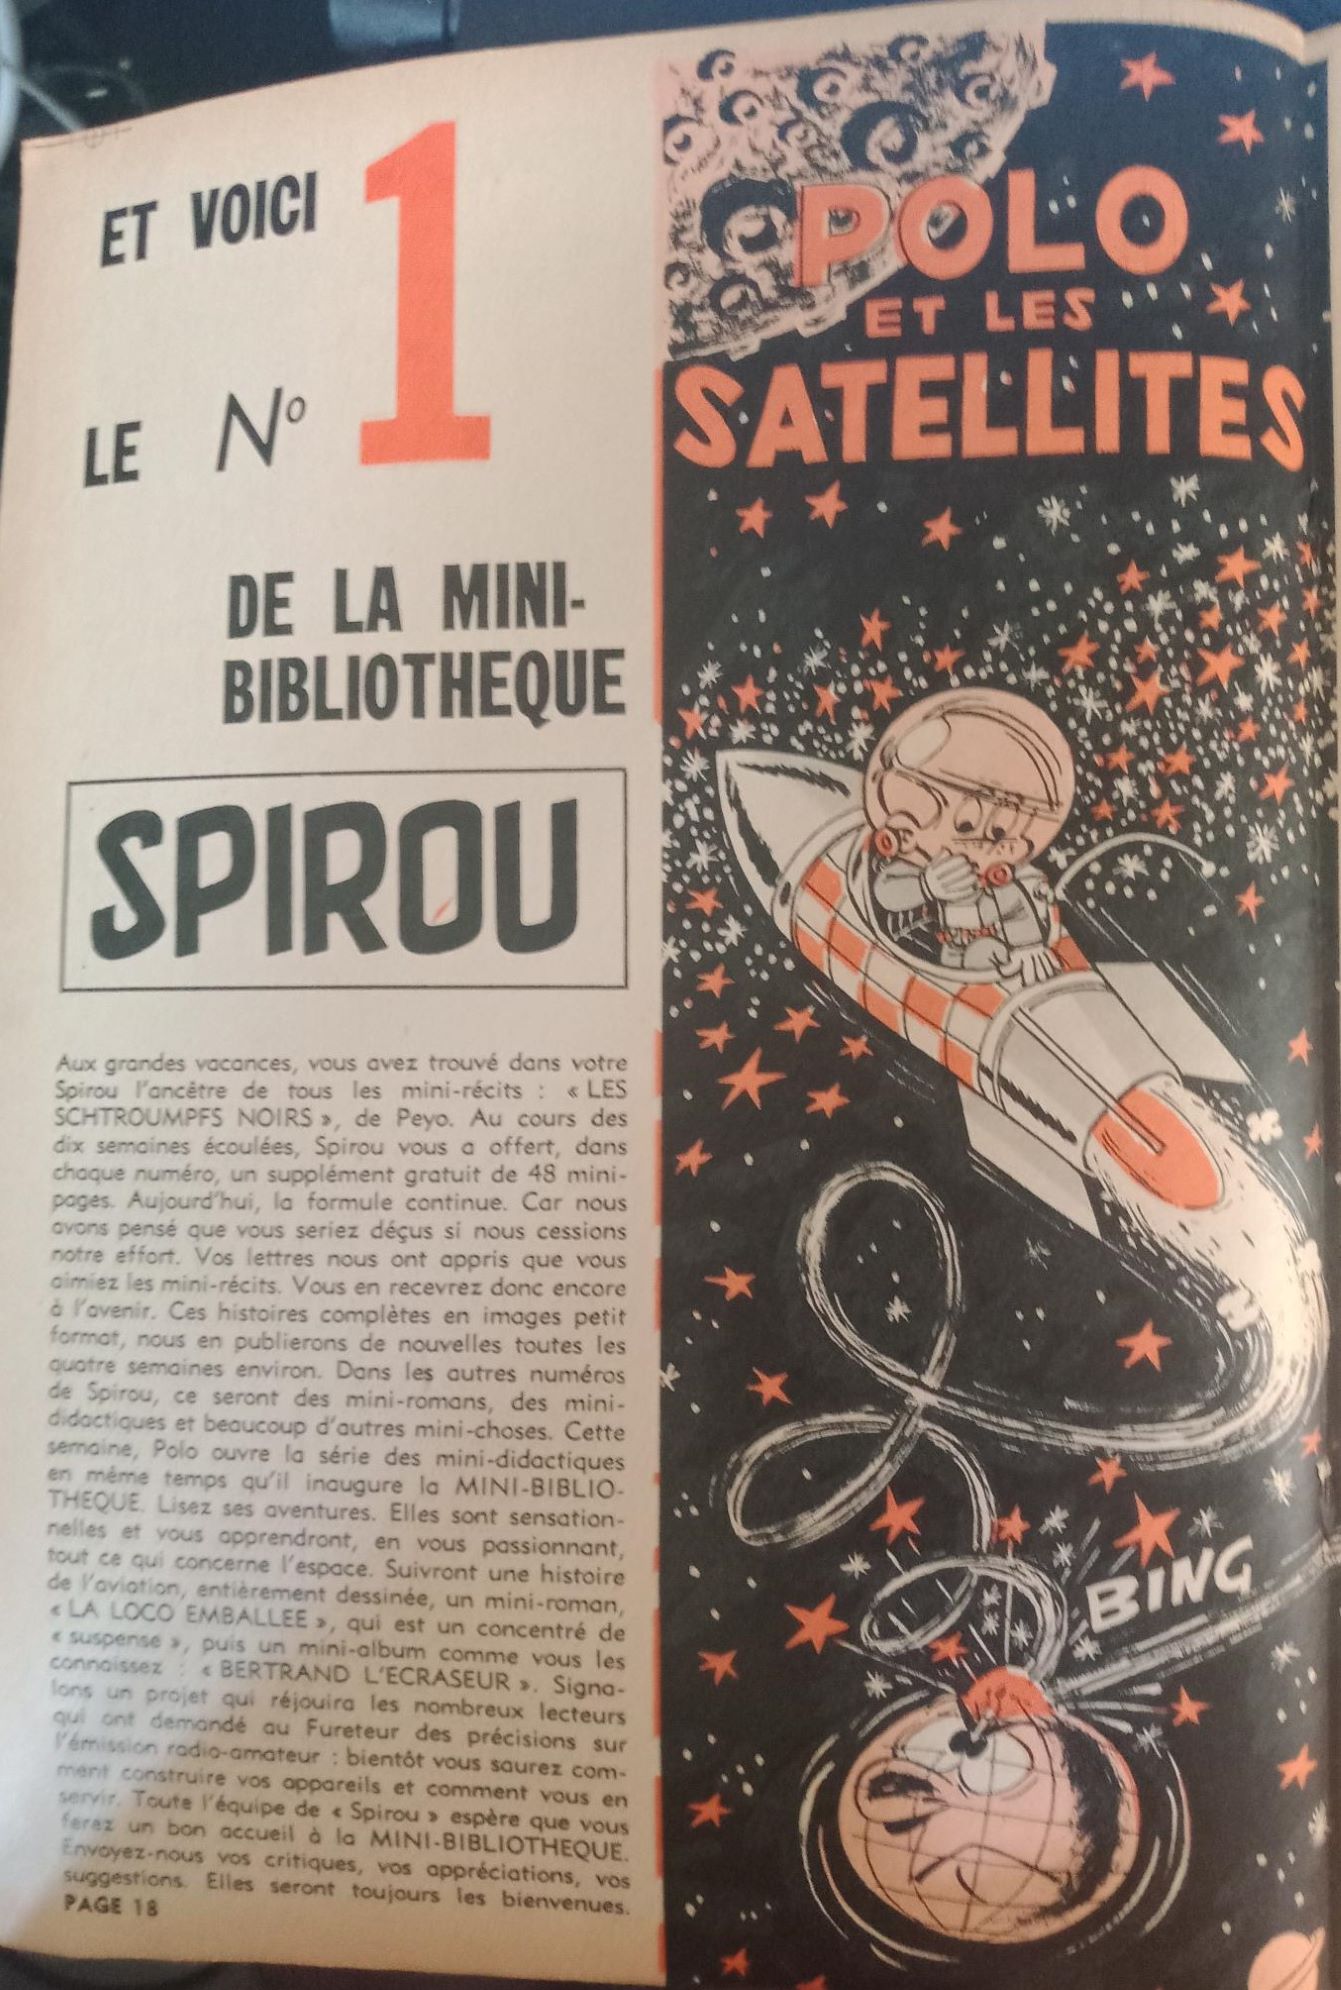 ET VOICI
LE No 1
DE LA MINI-
BIBLIOTHEQUE
SPIROU
Aux grandes vacances, vous avez trouvé dans votre
Spirou l'ancêtre de tous les mini-récits : « LES
SCHTROUMPFS NOIRS », de Peyo. Au cours des
dix semaines écoulées, Spirou vous a offert, dans
chaque numéro, un supplément gratuit de 48 mini-
pages. Aujourd'hui, la formule continue. Car nous
avons pensé que vous seriez déçus si nous cessions
notre effort. Vos lettres nous ont appris que vous
aimiez les mini-récits. Vous en recevrez donc encore
à l'avenir. Ces histoires complètes en images petit
format, nous en publierons de nouvelles toutes les
quatre semaines environ. Dans les autres numéros
de Spirou, ce seront des mini-romans, des mini-
didactiques et beaucoup d'autres mini-choses. Cette
semaine, Polo ouvre la série des mini-didactiques
en même temps qu'il inaugure la MINI-BIBLIO-
THEQUE. Lisez ses aventures. Elles sont sensation-
nelles et vous apprendront, en vous passionnant,
tout ce qui concerne l'espace. Suivront une histoire
de l'aviation, entièrement dessinée, un mini-roman,
« LA LOCO EMBALLEE », qui est un concentré de
« suspense », puis un mini-album comme vous les
connaissez : « BERTRAND L'ECRASEUR ». Signa-
lons un projet qui réjouira les nombreux lecteurs
qui ont demandé au Fureteur des précisions sur
l'émission radio-amateur : bientôt vous saurez com-
ment construire vos appareils et comment vous en
servir. Toute l'équipe de « Spirou » espère que vous
ferez un bon accueil à la MINI-BIBLIOTHEQUE.
Envoyez-nous vos critiques, vos appréciations, vos
suggestions. Elles seront toujours les bienvenues.
PAGE 18
POLO
ET LES
SATELLITES
BING